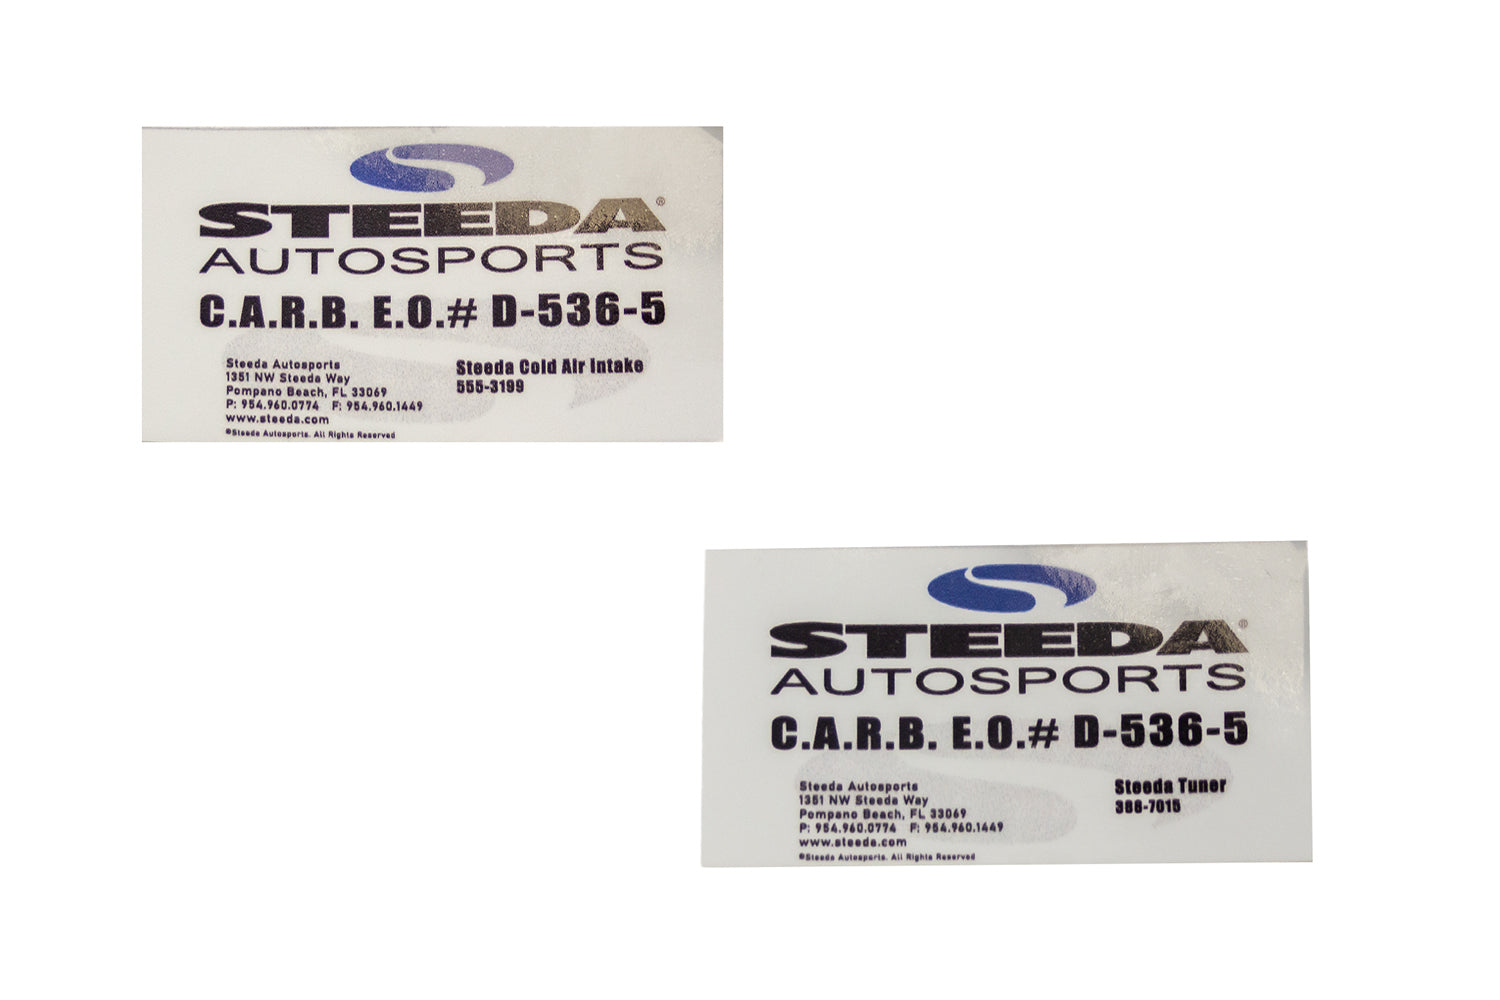 STEEDA®
AUTOSPORTS
C.A.R.B. E.O.# D-536-5
Steeda Autosports
1351 NW Steeda Way
Pompano Beach, FL 33069
P: 954.960.0774 F: 954.960.1449
www.steeda.com
©Steeda Autosports. All Rights Reserved
Steeda Cold Air Intake
555-3199
STEEDA®
AUTOSPORTS
C.A.R.B. E.O.# D-536-5
Steeda Autosports
1351 NW Steeda Way
Pompano Beach, FL 33069
P: 954.960.0774 F: 954.960.1449
www.steeda.com
©Steeda Autosports. All Rights Reserved
Steeda Tuner
386-7015